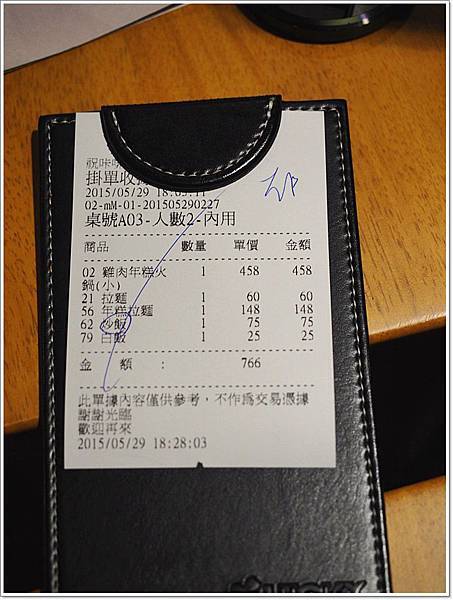 祝咔
掛單收
2015/05/29 18:05:11
02-mM-01-201505290227
桌號A03-人數2-內用
商品 數量 單價 金額
02 雞肉年糕火 1 458 458
鍋(小)
21 拉麵 1 60 60
56 年糕拉麵 1 148 148
62 炒飯 1 75 75
79 白飯 1 25 25
金 額 : 766
此單據內容僅供參考，不作為交易憑據
謝謝光臨
歡迎再來
2015/05/29 18:28:03